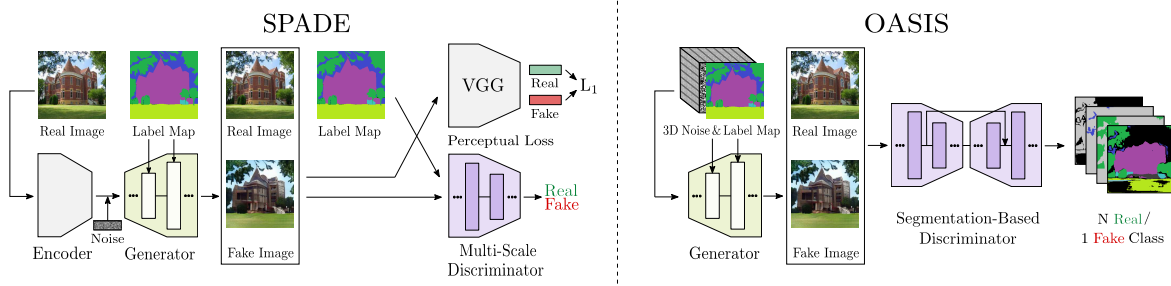 SPADE
Real Image
Label Map
Real Image
Label Map
VGG
Real
Fake
L1
Perceptual Loss
Encoder
Noise
Generator
Fake Image
Real
Fake
Multi-Scale
Discriminator
OASIS
3D Noise & Label Map
Real Image
Generator
Fake Image
Segmentation-Based
Discriminator
N Real/
1 Fake Class